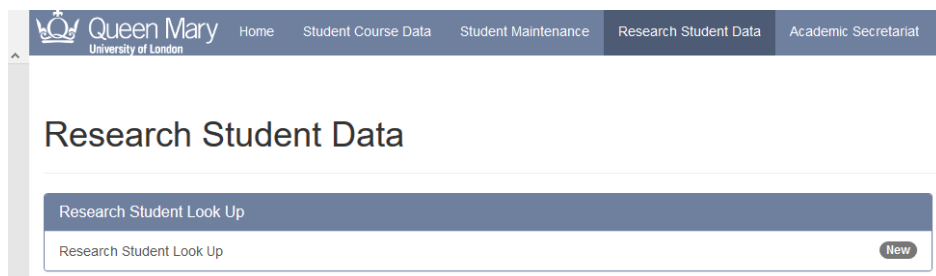 Queen Mary
University of London
Home
Student Course Data
Student Maintenance
Research Student Data
Academic Secretariat
Research Student Data
Research Student Look Up
Research Student Look Up
New